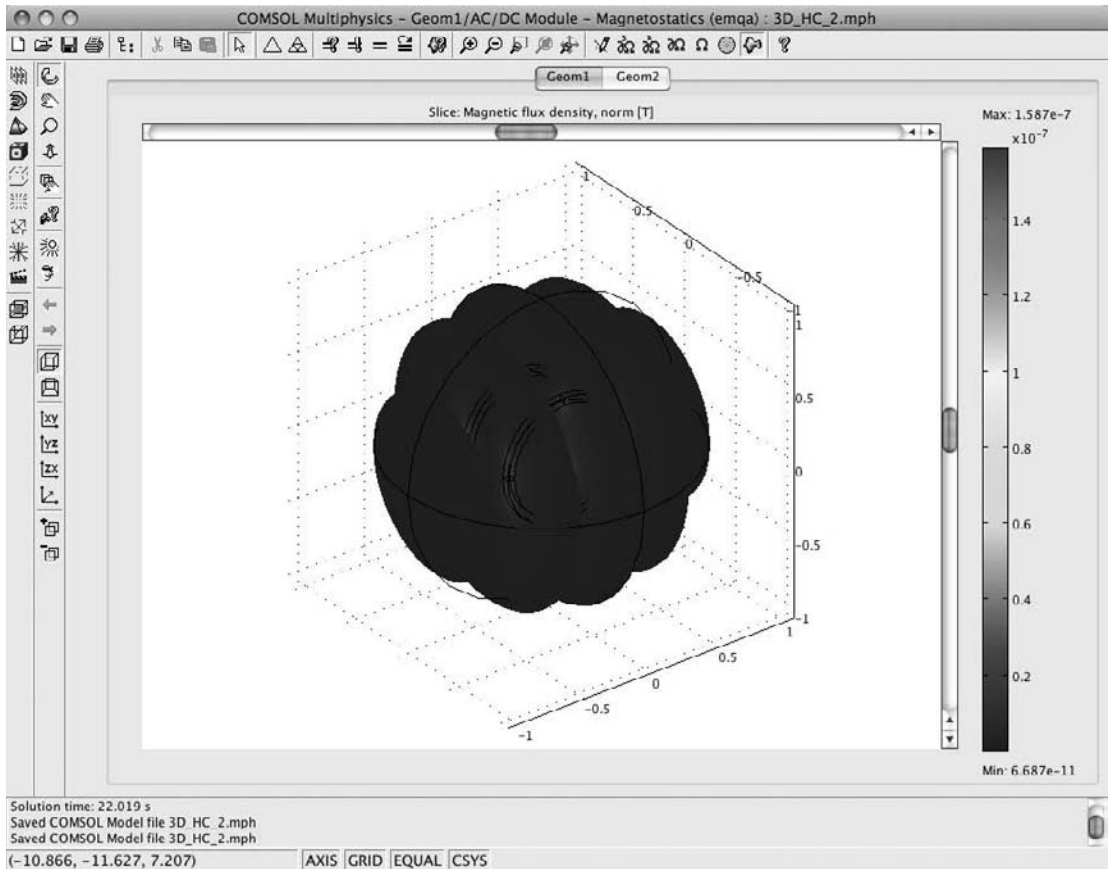 COMSOL Multiphysics - Geom1/AC/DC Module - Magnetostatics (emqa) : 3D_HC_2.mph
Geom1 Geom2
Slice: Magnetic flux density, norm [T]
Max: 1.587e-7
x10^-7
1.4
1.2
1
0.8
0.6
0.4
0.2
Min: 6.687e-11
1
0.5
0
-0.5
-1
1
0.5
0
-0.5
-1
1
0.5
0
-0.5
-1
xy
yz
zx
Solution time: 22.019 s
Saved COMSOL Model file 3D_HC_2.mph
Saved COMSOL Model file 3D_HC_2.mph
(-10.866, -11.627, 7.207) AXIS GRID EQUAL CSYS